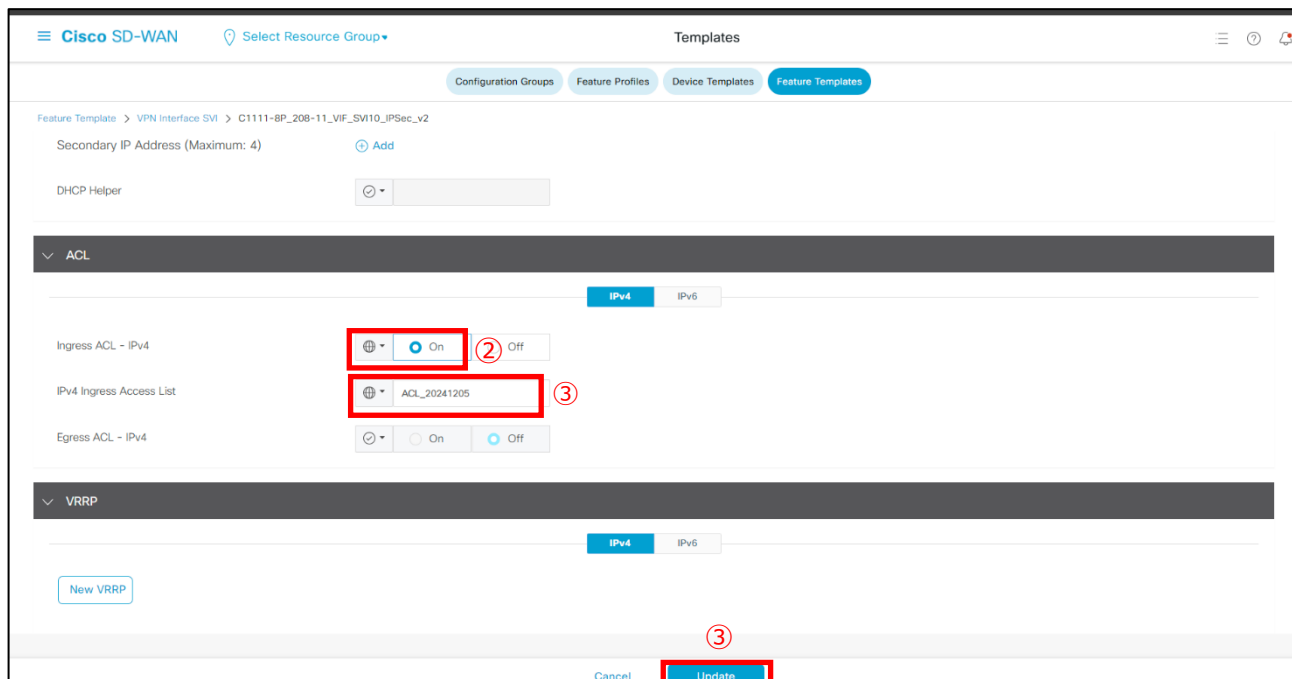 Cisco SD-WAN
Select Resource Group
Templates
Configuration Groups
Feature Profiles
Device Templates
Feature Templates
Feature Template > VPN Interface SVI > C1111-8P_208-11_VIF_SVI10_IPSec_v2
Secondary IP Address (Maximum: 4)
Add
DHCP Helper
ACL
IPv4
IPv6
Ingress ACL - IPv4
On
② Off
IPv4 Ingress Access List
ACL_20241205
③
Egress ACL - IPv4
On
Off
VRRP
IPv4
IPv6
New VRRP
③
Cancel
Update